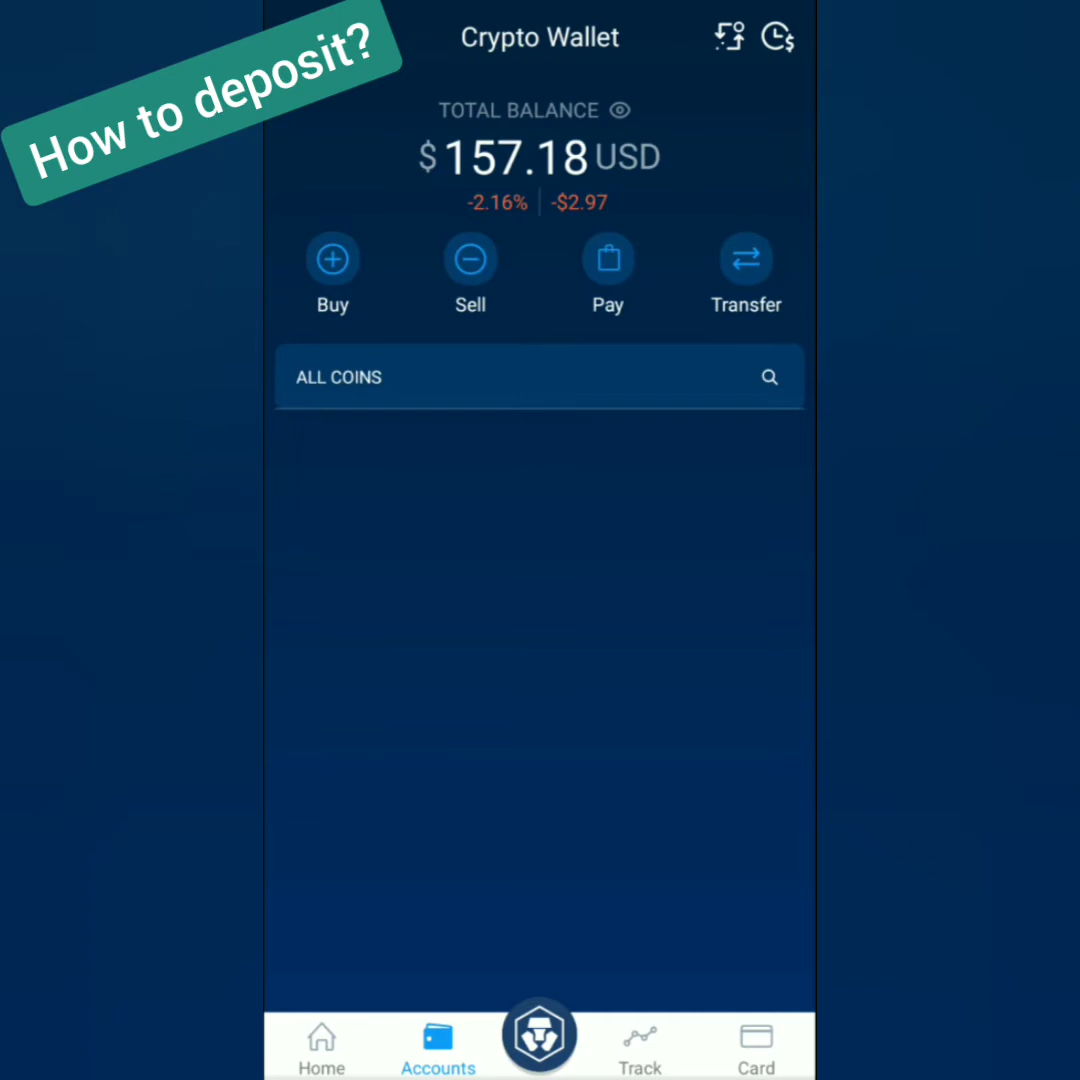 How to deposit?
Crypto Wallet
TOTAL BALANCE
$ 157.18 USD
-2.16% -$2.97
Buy Sell Pay Transfer
ALL COINS
Home Accounts Track Card